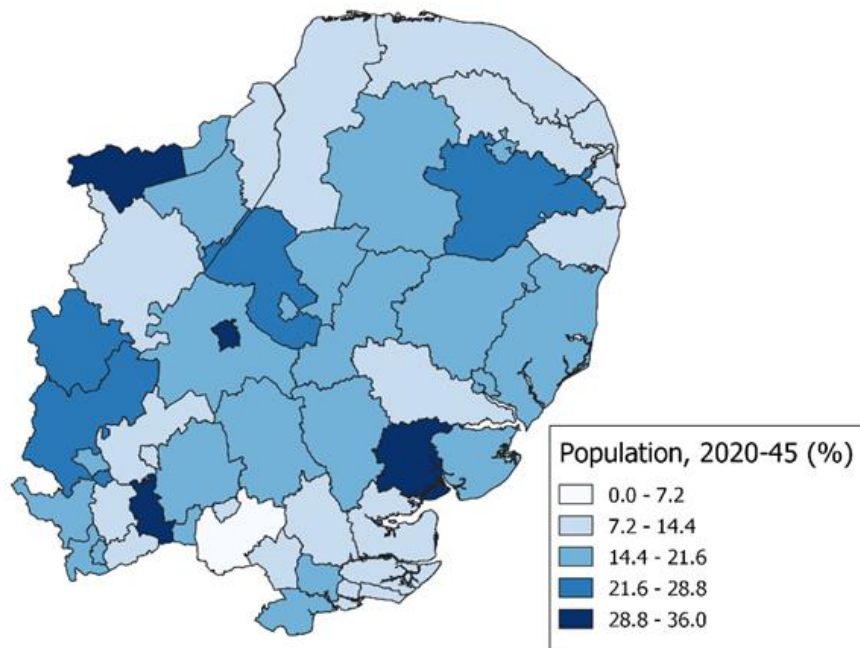 Population, 2020-45 (%)
0.0 - 7.2
7.2 - 14.4
14.4 - 21.6
21.6 - 28.8
28.8 - 36.0